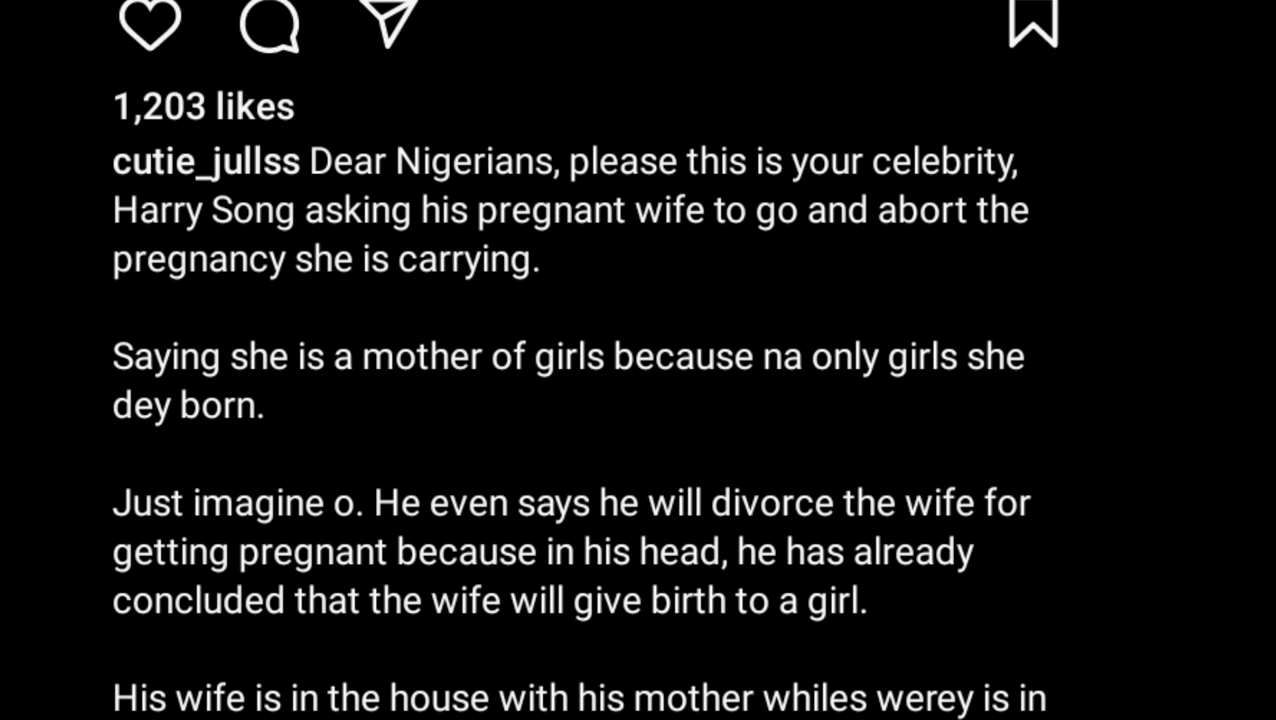 1,203 likes
cutie_jullss Dear Nigerians, please this is your celebrity,
Harry Song asking his pregnant wife to go and abort the
pregnancy she is carrying.
Saying she is a mother of girls because na only girls she
dey born.
Just imagine o. He even says he will divorce the wife for
getting pregnant because in his head, he has already
concluded that the wife will give birth to a girl.
His wife is in the house with his mother whiles werey is in